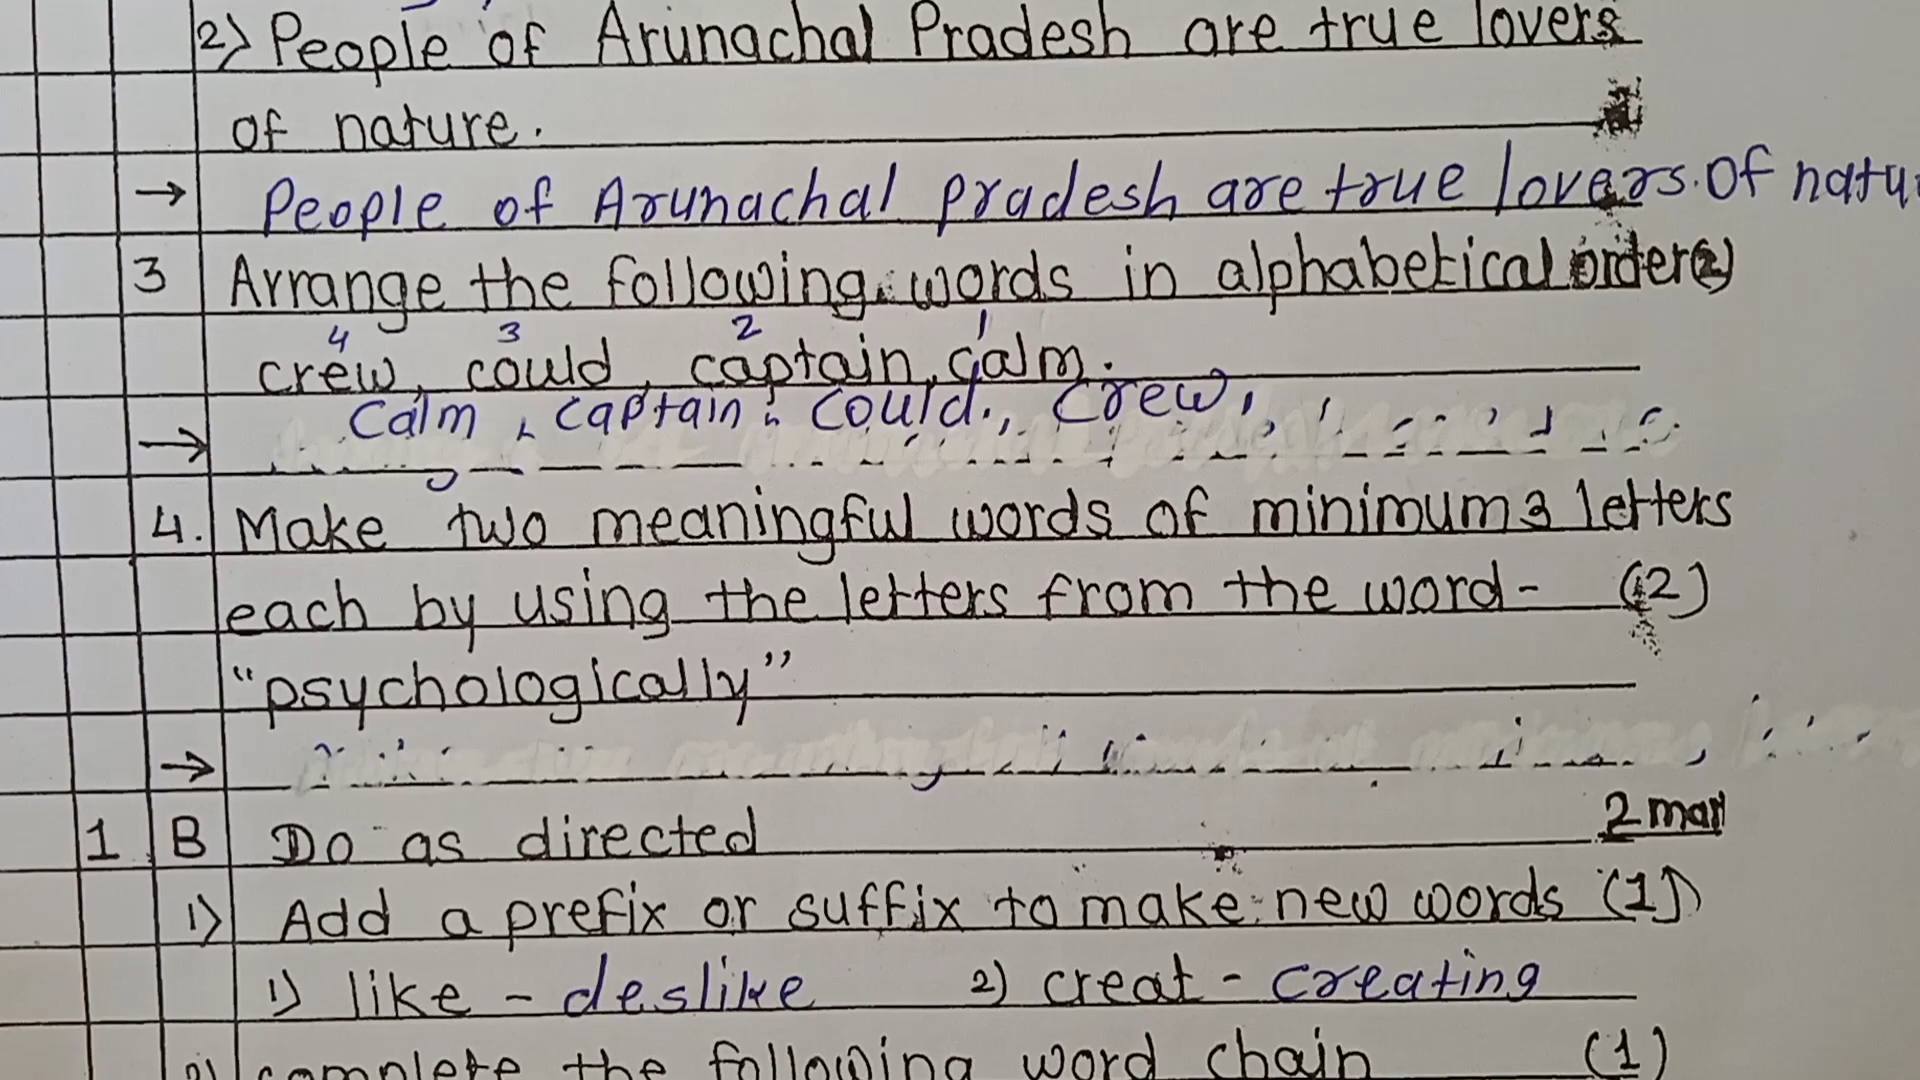 2) People of Arunachal Pradesh are true lovers
of nature.
→ People of Arunachal pradesh are true lovers. Of natu
3 Arrange the following words in alphabetical order (2)
4 3 2 1
crew, could, captain, calm.
→ Calm, captain, could, crew,
4. Make two meaningful words of minimum 3 letters
each by using the letters from the word- (2)
"psychologically"
→
1 B Do as directed 2 mar
1) Add a prefix or suffix to make new words (1)
1) like - deslike 2) creat - creating
2) complete the following word chain (1)